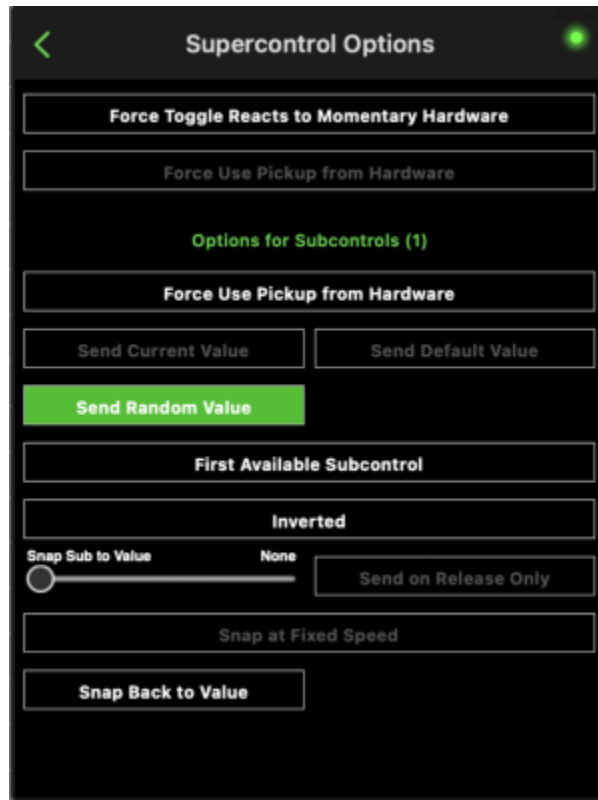 Supercontrol Options
Force Toggle Reacts to Momentary Hardware
Force Use Pickup from Hardware
Options for Subcontrols (1)
Force Use Pickup from Hardware
Send Current Value
Send Default Value
Send Random Value
First Available Subcontrol
Inverted
Snap Sub to Value
None
Send on Release Only
Snap at Fixed Speed
Snap Back to Value